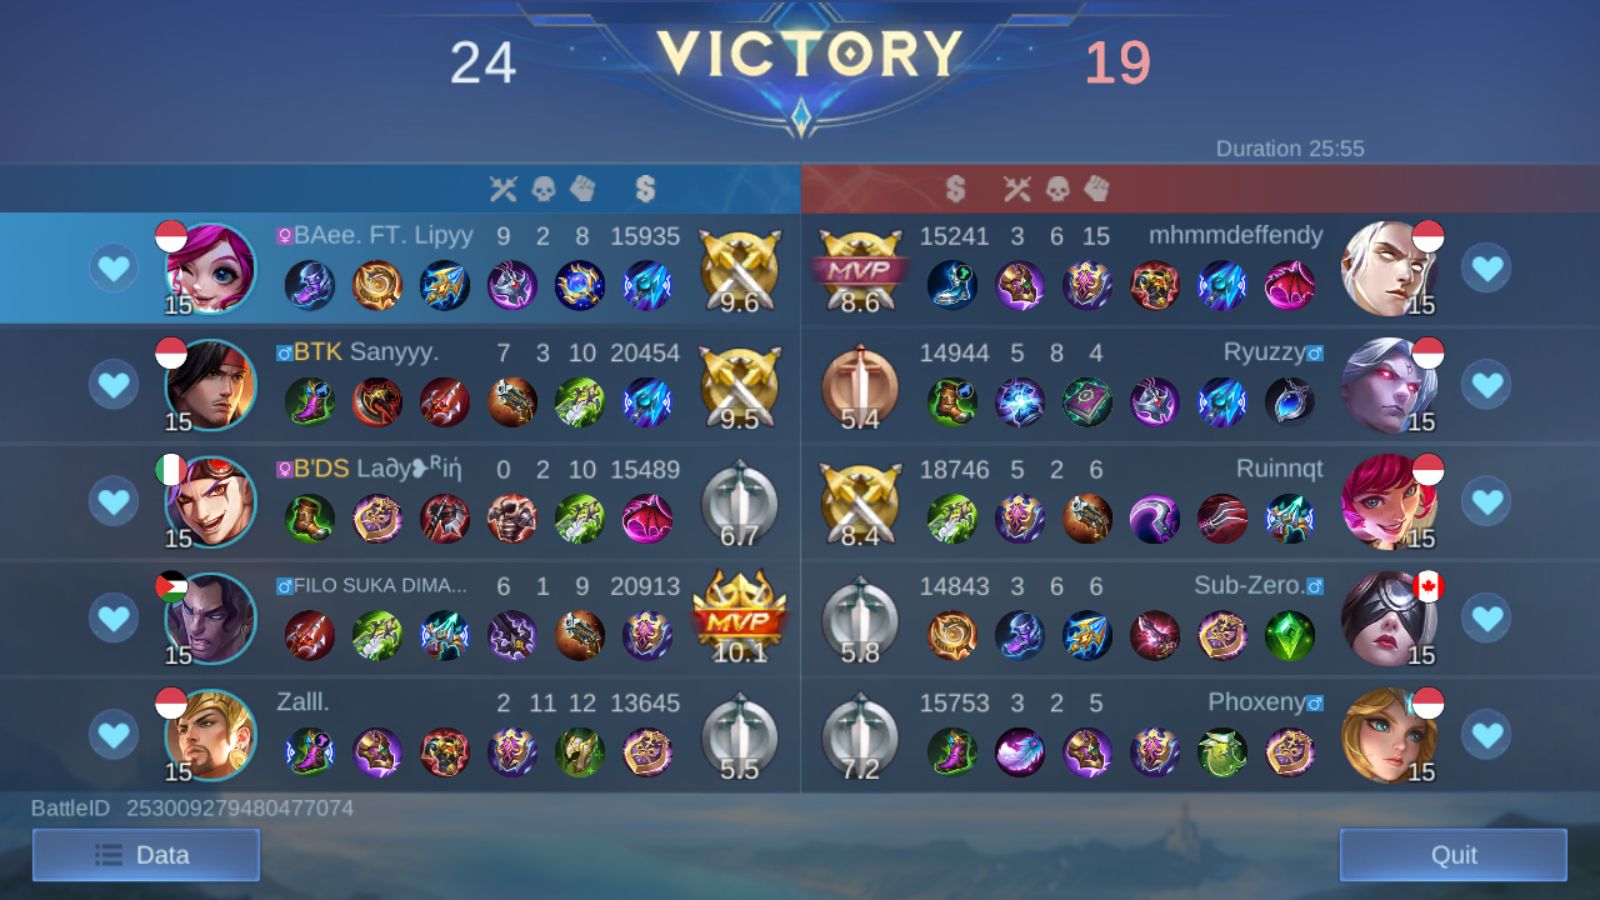 24 VICTORY 19
Duration 25:55
BAee. FT. Lipyy 9 2 8 15935
15 9.6
BTK Sanyyy. 7 3 10 20454
15 9.5
B'DS La∂y❥ᴿiή 0 2 10 15489
15 6.7
FILO SUKA DIMA... 6 1 9 20913
15 MVP 10.1
Zalll. 2 11 12 13645
15 5.5
15241 3 6 15 mhmmdeffendy
MVP 8.6 15
14944 5 8 4 Ryuzzy
5.4 15
18746 5 2 6 Ruinnqt
8.4 15
14843 3 6 6 Sub-Zero.
5.8 15
15753 3 2 5 Phoxeny
7.2 15
BattleID 253009279480477074
Data
Quit